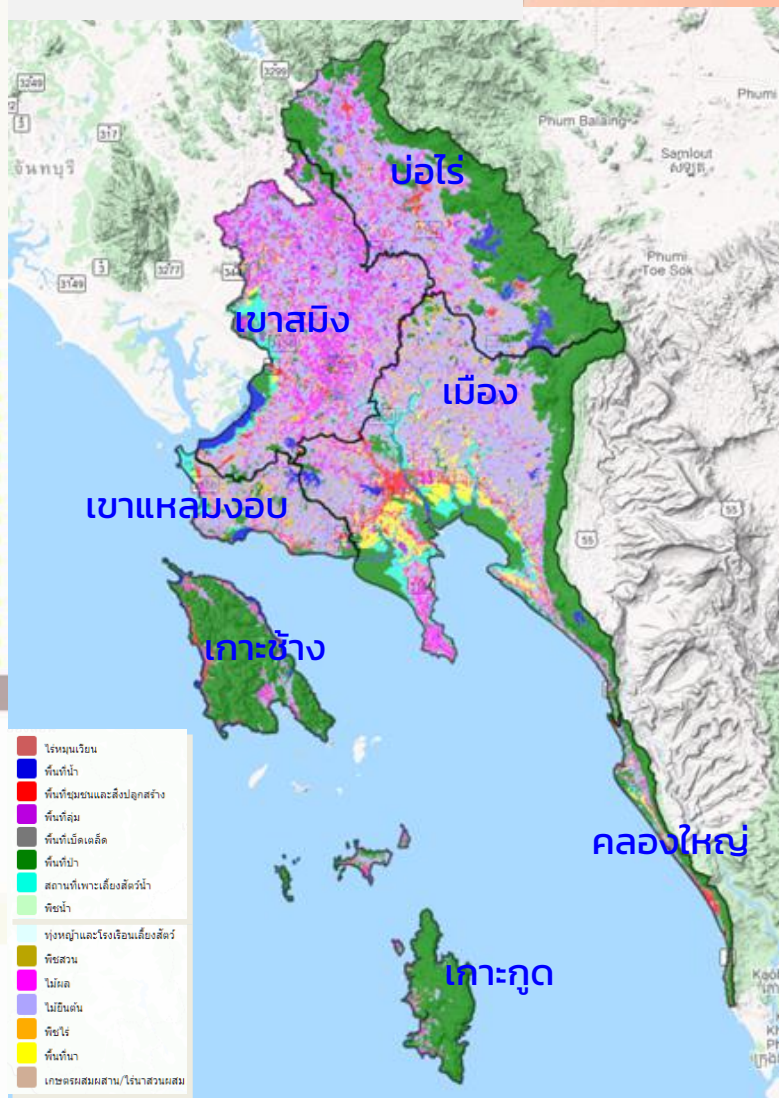 3249
3299
317
Phumi
Phum Balaing
จันทบุรี
บ่อไร่
Samlout
សំឡូត
3
3277
344
3149
Phumi
Toe Sok
เขาสมิง
เมือง
เขาแหลมงอบ
55
55
เกาะช้าง
คลองใหญ่
เกาะกูด
ไร่หมุนเวียน
พื้นที่น้ำ
พื้นที่ชุมชนและสิ่งปลูกสร้าง
พื้นที่ลุ่ม
พื้นที่เบ็ดเตล็ด
พื้นที่ป่า
สถานที่เพาะเลี้ยงสัตว์น้ำ
พืชน้ำ
ทุ่งหญ้าและโรงเรือนเลี้ยงสัตว์
พืชสวน
ไม้ผล
ไม้ยืนต้น
พืชไร่
พื้นที่นา
เกษตรผสมผสาน/ไร่นาสวนผสม